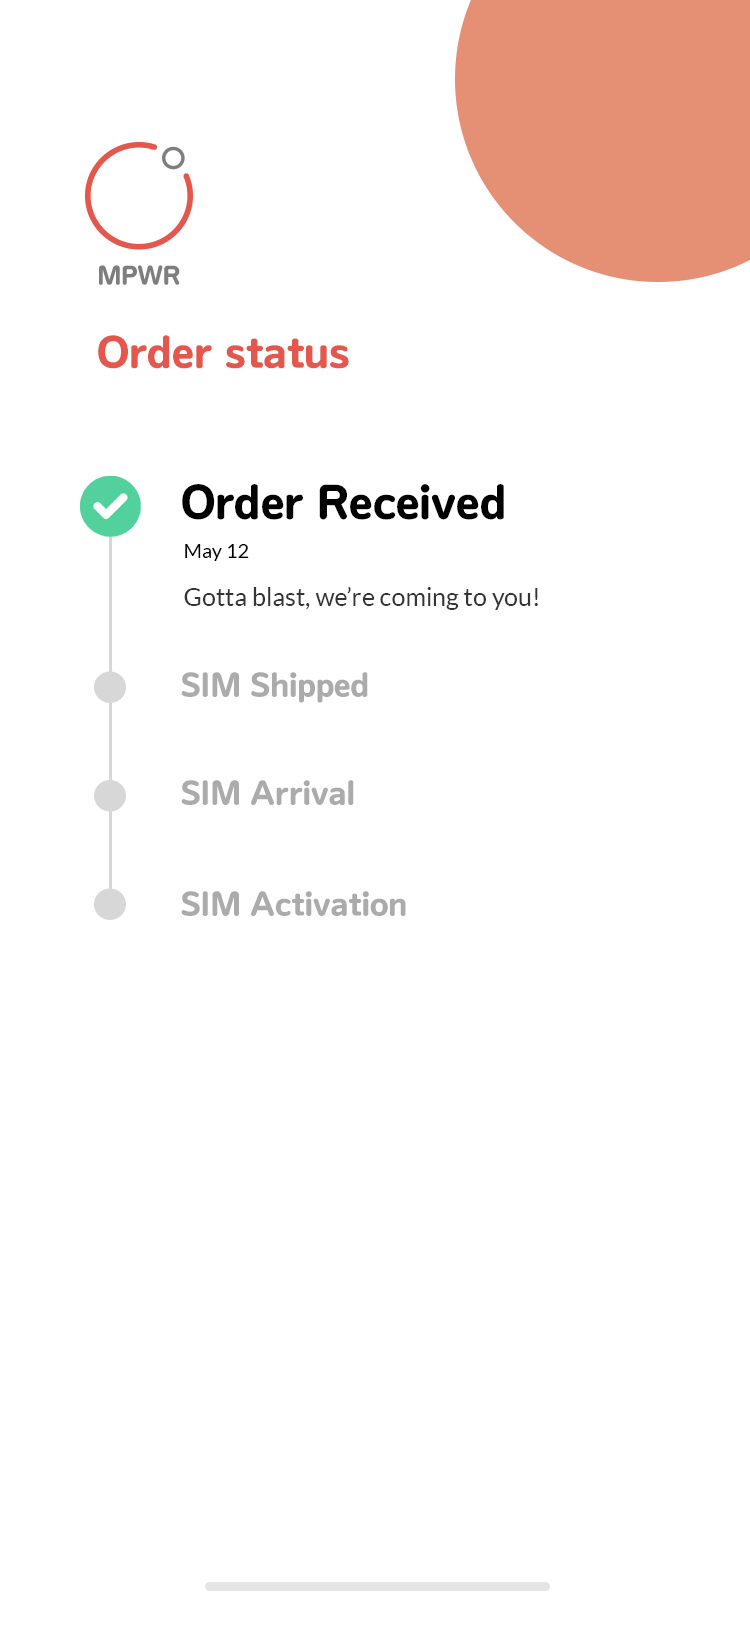 MPWR
Order status
Order Received
May 12
Gotta blast, we’re coming to you!
SIM Shipped
SIM Arrival
SIM Activation